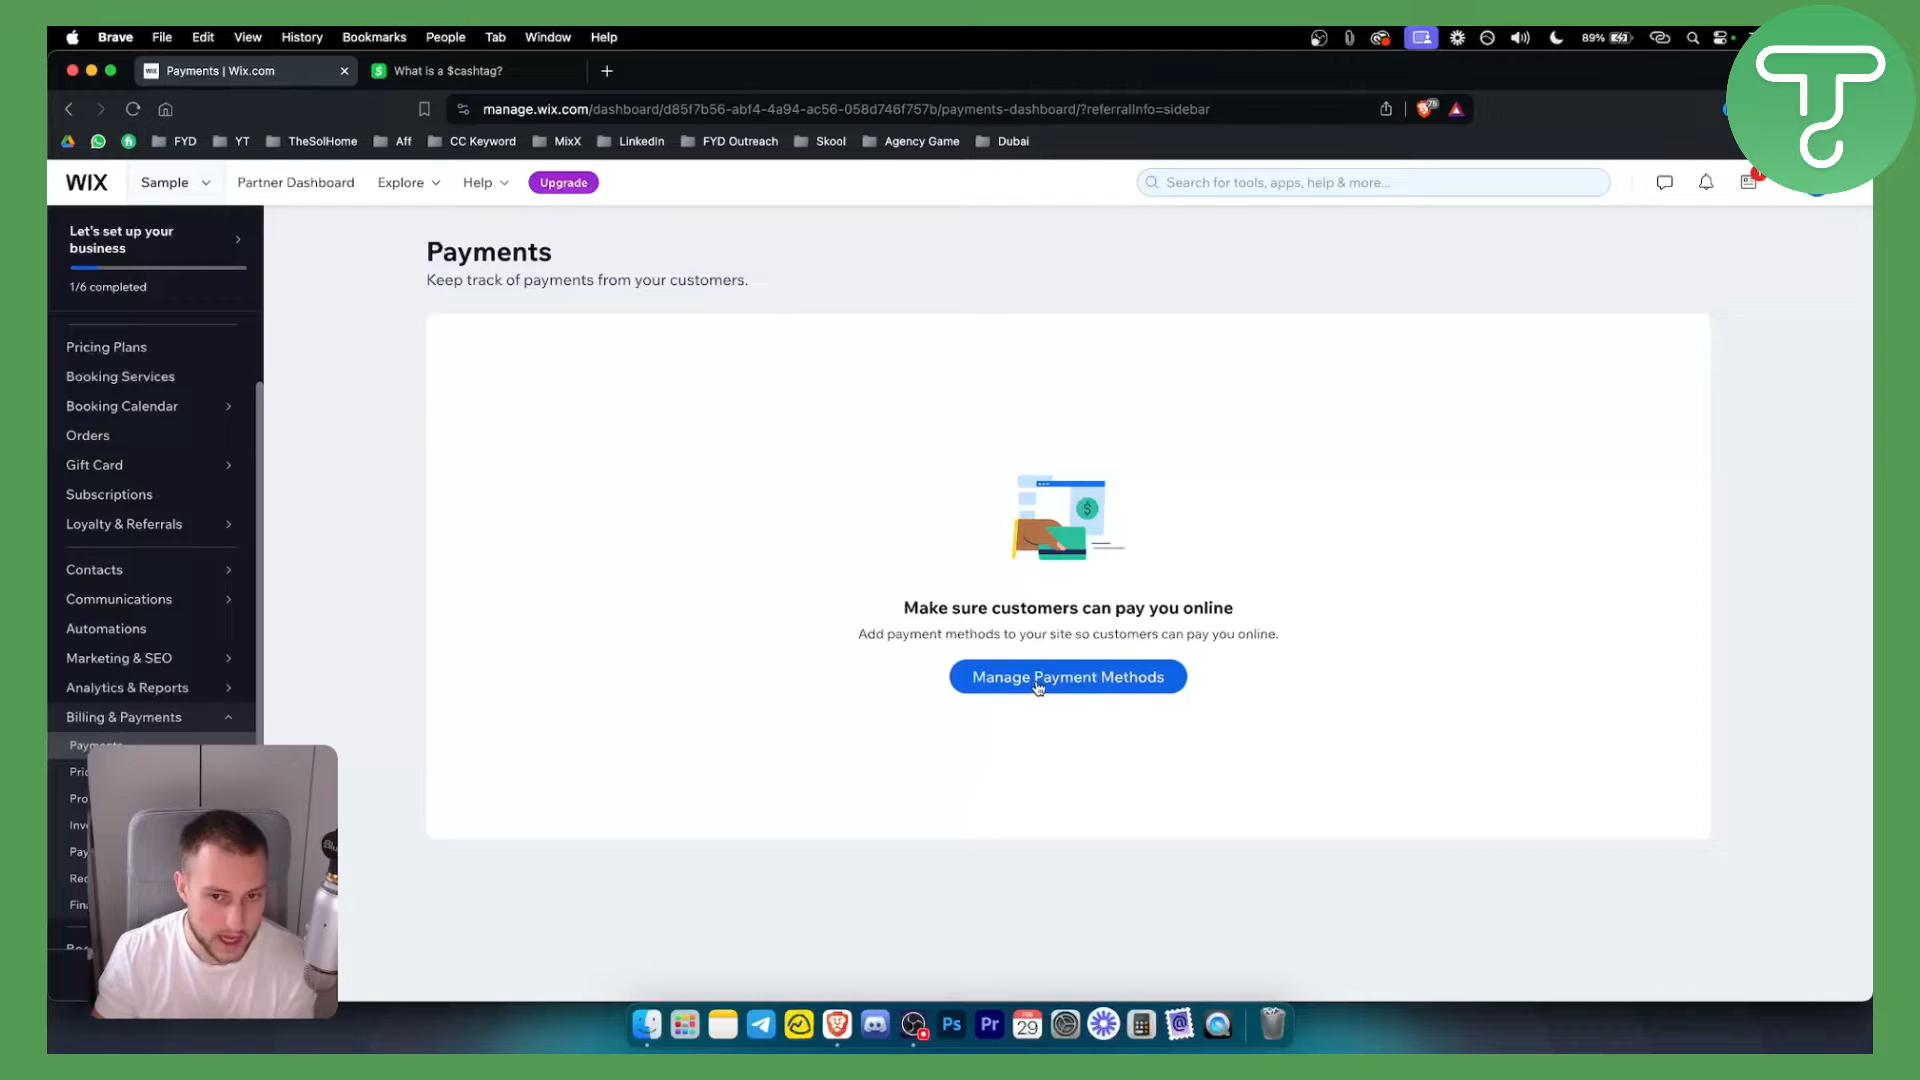 Brave File Edit View History Bookmarks People Tab Window Help
89%
Payments | Wix.com
What is a $cashtag?
manage.wix.com/dashboard/d85f7b56-abf4-4a94-ac56-058d746f757b/payments-dashboard/?referralInfo=sidebar
75
FYD YT TheSolHome Aff CC Keyword MixX LinkedIn FYD Outreach Skool Agency Game Dubai
WIX Sample Partner Dashboard Explore Help Upgrade
Search for tools, apps, help & more...
Let's set up your
business
1/6 completed
Pricing Plans
Booking Services
Booking Calendar
Orders
Gift Card
Subscriptions
Loyalty & Referrals
Contacts
Communications
Automations
Marketing & SEO
Analytics & Reports
Billing & Payments
Payments
Payments
Keep track of payments from your customers.
Make sure customers can pay you online
Add payment methods to your site so customers can pay you online.
Manage Payment Methods
Ps
Pr
29